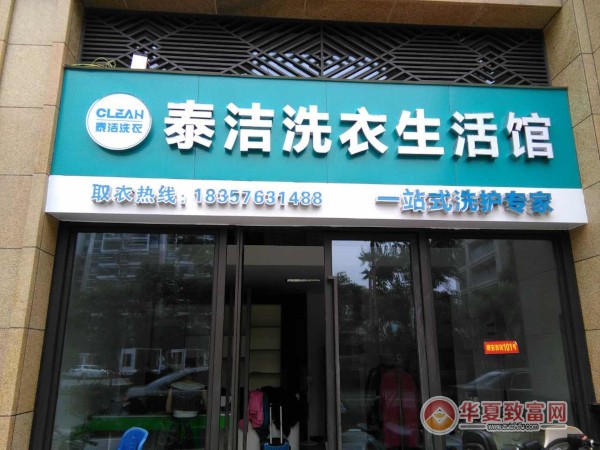 CLEAN
泰洁洗衣
泰洁洗衣生活馆
取衣热线：18357631488
一站式洗护专家
华夏致富网